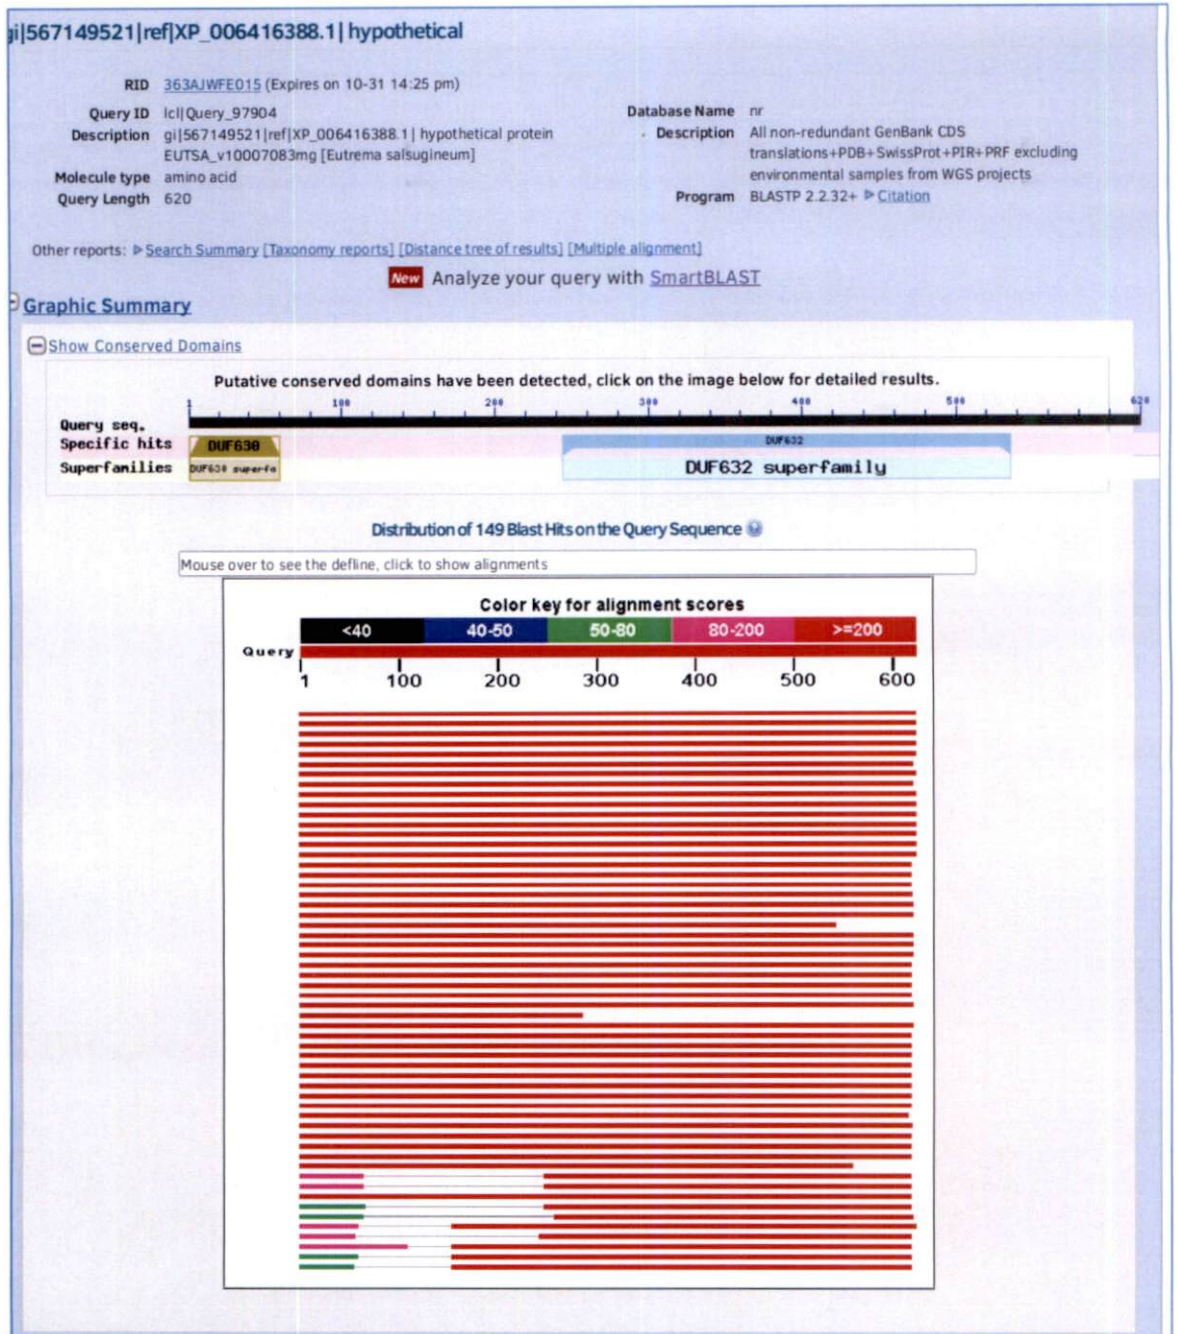 gi|567149521|ref|XP_006416388.1| hypothetical
RID 363AJWFE015 (Expires on 10-31 14:25 pm)
Query ID lcl|Query_97904
Description gi|567149521|ref|XP_006416388.1| hypothetical protein
EUTSA_v10007083mg [Eutrema salsugineum]
Molecule type amino acid
Query Length 620
Database Name nr
Description All non-redundant GenBank CDS
translations+PDB+SwissProt+PIR+PRF excluding
environmental samples from WGS projects
Program BLASTP 2.2.32+ Citation
Other reports: Search Summary [Taxonomy reports] [Distance tree of results] [Multiple alignment]
New Analyze your query with SmartBLAST
Graphic Summary
Show Conserved Domains
Putative conserved domains have been detected, click on the image below for detailed results.
1 100 200 300 400 500 620
Query seq.
Specific hits DUF630 DUF632
Superfamilies DUF630 superfa DUF632 superfamily
Distribution of 149 Blast Hits on the Query Sequence
Mouse over to see the defline, click to show alignments
Color key for alignment scores
<40 40-50 50-80 80-200 >=200
Query
1 100 200 300 400 500 600